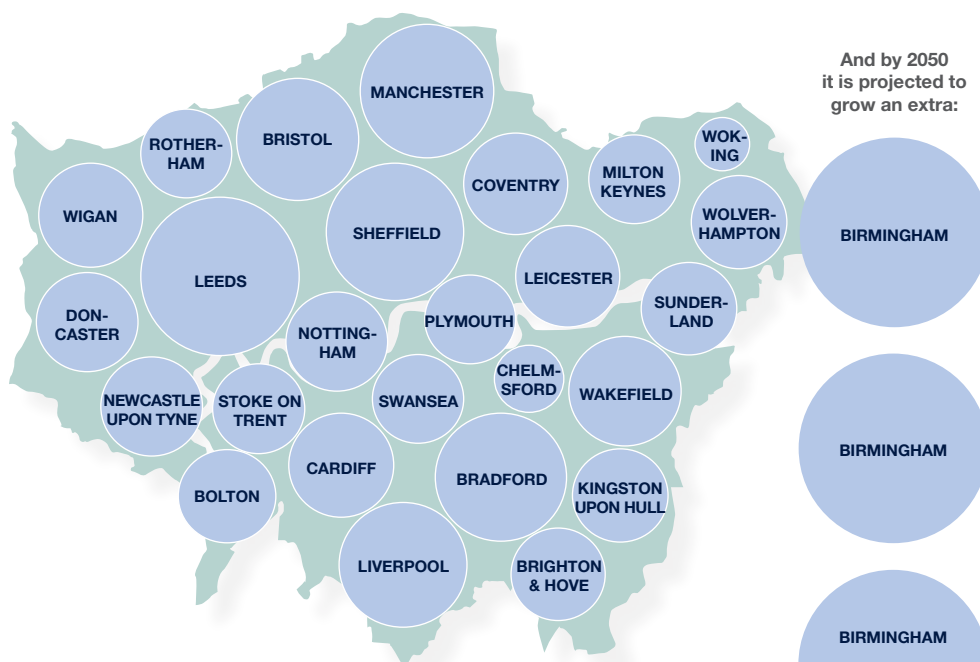 And by 2050
it is projected to
grow an extra:
MANCHESTER
BRISTOL
ROTHER-
HAM
WOK-
ING
COVENTRY
MILTON
KEYNES
WIGAN
SHEFFIELD
WOLVER-
HAMPTON
BIRMINGHAM
LEEDS
LEICESTER
DON-
CASTER
NOTTING-
HAM
PLYMOUTH
SUNDER-
LAND
CHELM-
SFORD
NEWCASTLE
UPON TYNE
STOKE ON
TRENT
SWANSEA
WAKEFIELD
BIRMINGHAM
CARDIFF
BRADFORD
BOLTON
KINGSTON
UPON HULL
LIVERPOOL
BRIGHTON
& HOVE
BIRMINGHAM